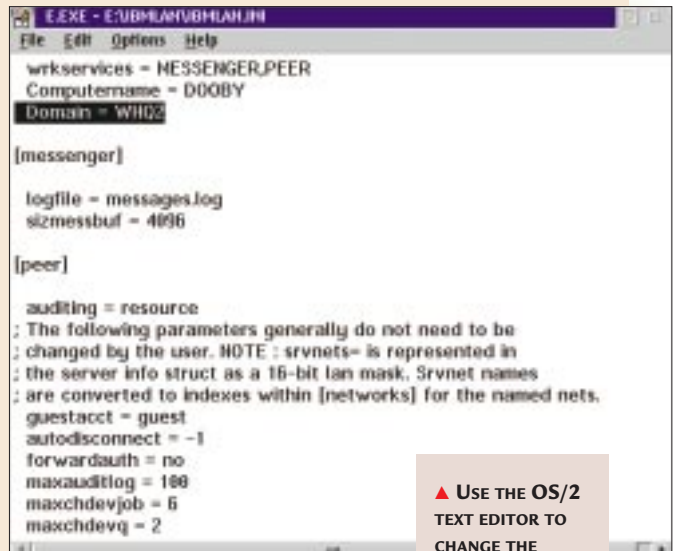 E.EXE - E:\IBMLAN\IBMLAN.INI
File Edit Options Help
wrkservices = MESSENGER,PEER
Computername = DOOBY
Domain = WHQ2
[messenger]
logfile = messages.log
sizmessbuf = 4096
[peer]
auditing = resource
; The following parameters generally do not need to be
; changed by the user. NOTE : srvnets= is represented in
; the server info struct as a 16-bit lan mask. Srvnet names
; are converted to indexes within [networks] for the named nets.
guestacct = guest
autodisconnect = -1
forwardauth = no
maxauditlog = 100
maxchdevjob = 6
maxchdevq = 2
▲ USE THE OS/2
TEXT EDITOR TO
CHANGE THE